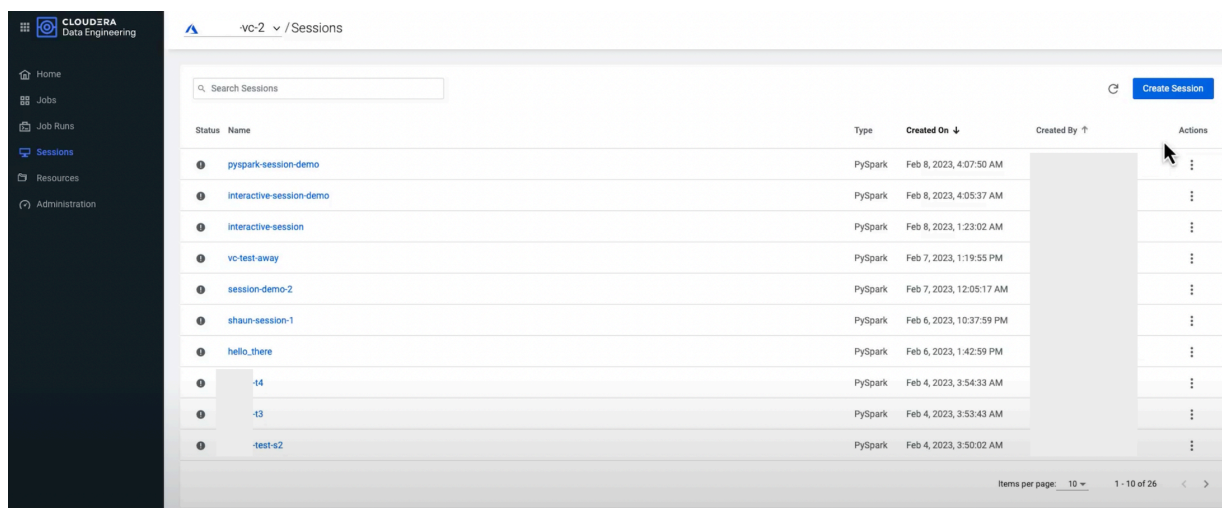 CLOUDERA
Data Engineering
-vc-2 / Sessions
Home
Jobs
Job Runs
Sessions
Resources
Administration
Search Sessions
Create Session
Status Name Type Created On Created By Actions
pyspark-session-demo PySpark Feb 8, 2023, 4:07:50 AM
interactive-session-demo PySpark Feb 8, 2023, 4:05:37 AM
interactive-session PySpark Feb 8, 2023, 1:23:02 AM
vc-test-away PySpark Feb 7, 2023, 1:19:55 PM
session-demo-2 PySpark Feb 7, 2023, 12:05:17 AM
shaun-session-1 PySpark Feb 6, 2023, 10:37:59 PM
hello_there PySpark Feb 6, 2023, 1:42:59 PM
-t4 PySpark Feb 4, 2023, 3:54:33 AM
-t3 PySpark Feb 4, 2023, 3:53:43 AM
-test-s2 PySpark Feb 4, 2023, 3:50:02 AM
Items per page: 10 1 - 10 of 26